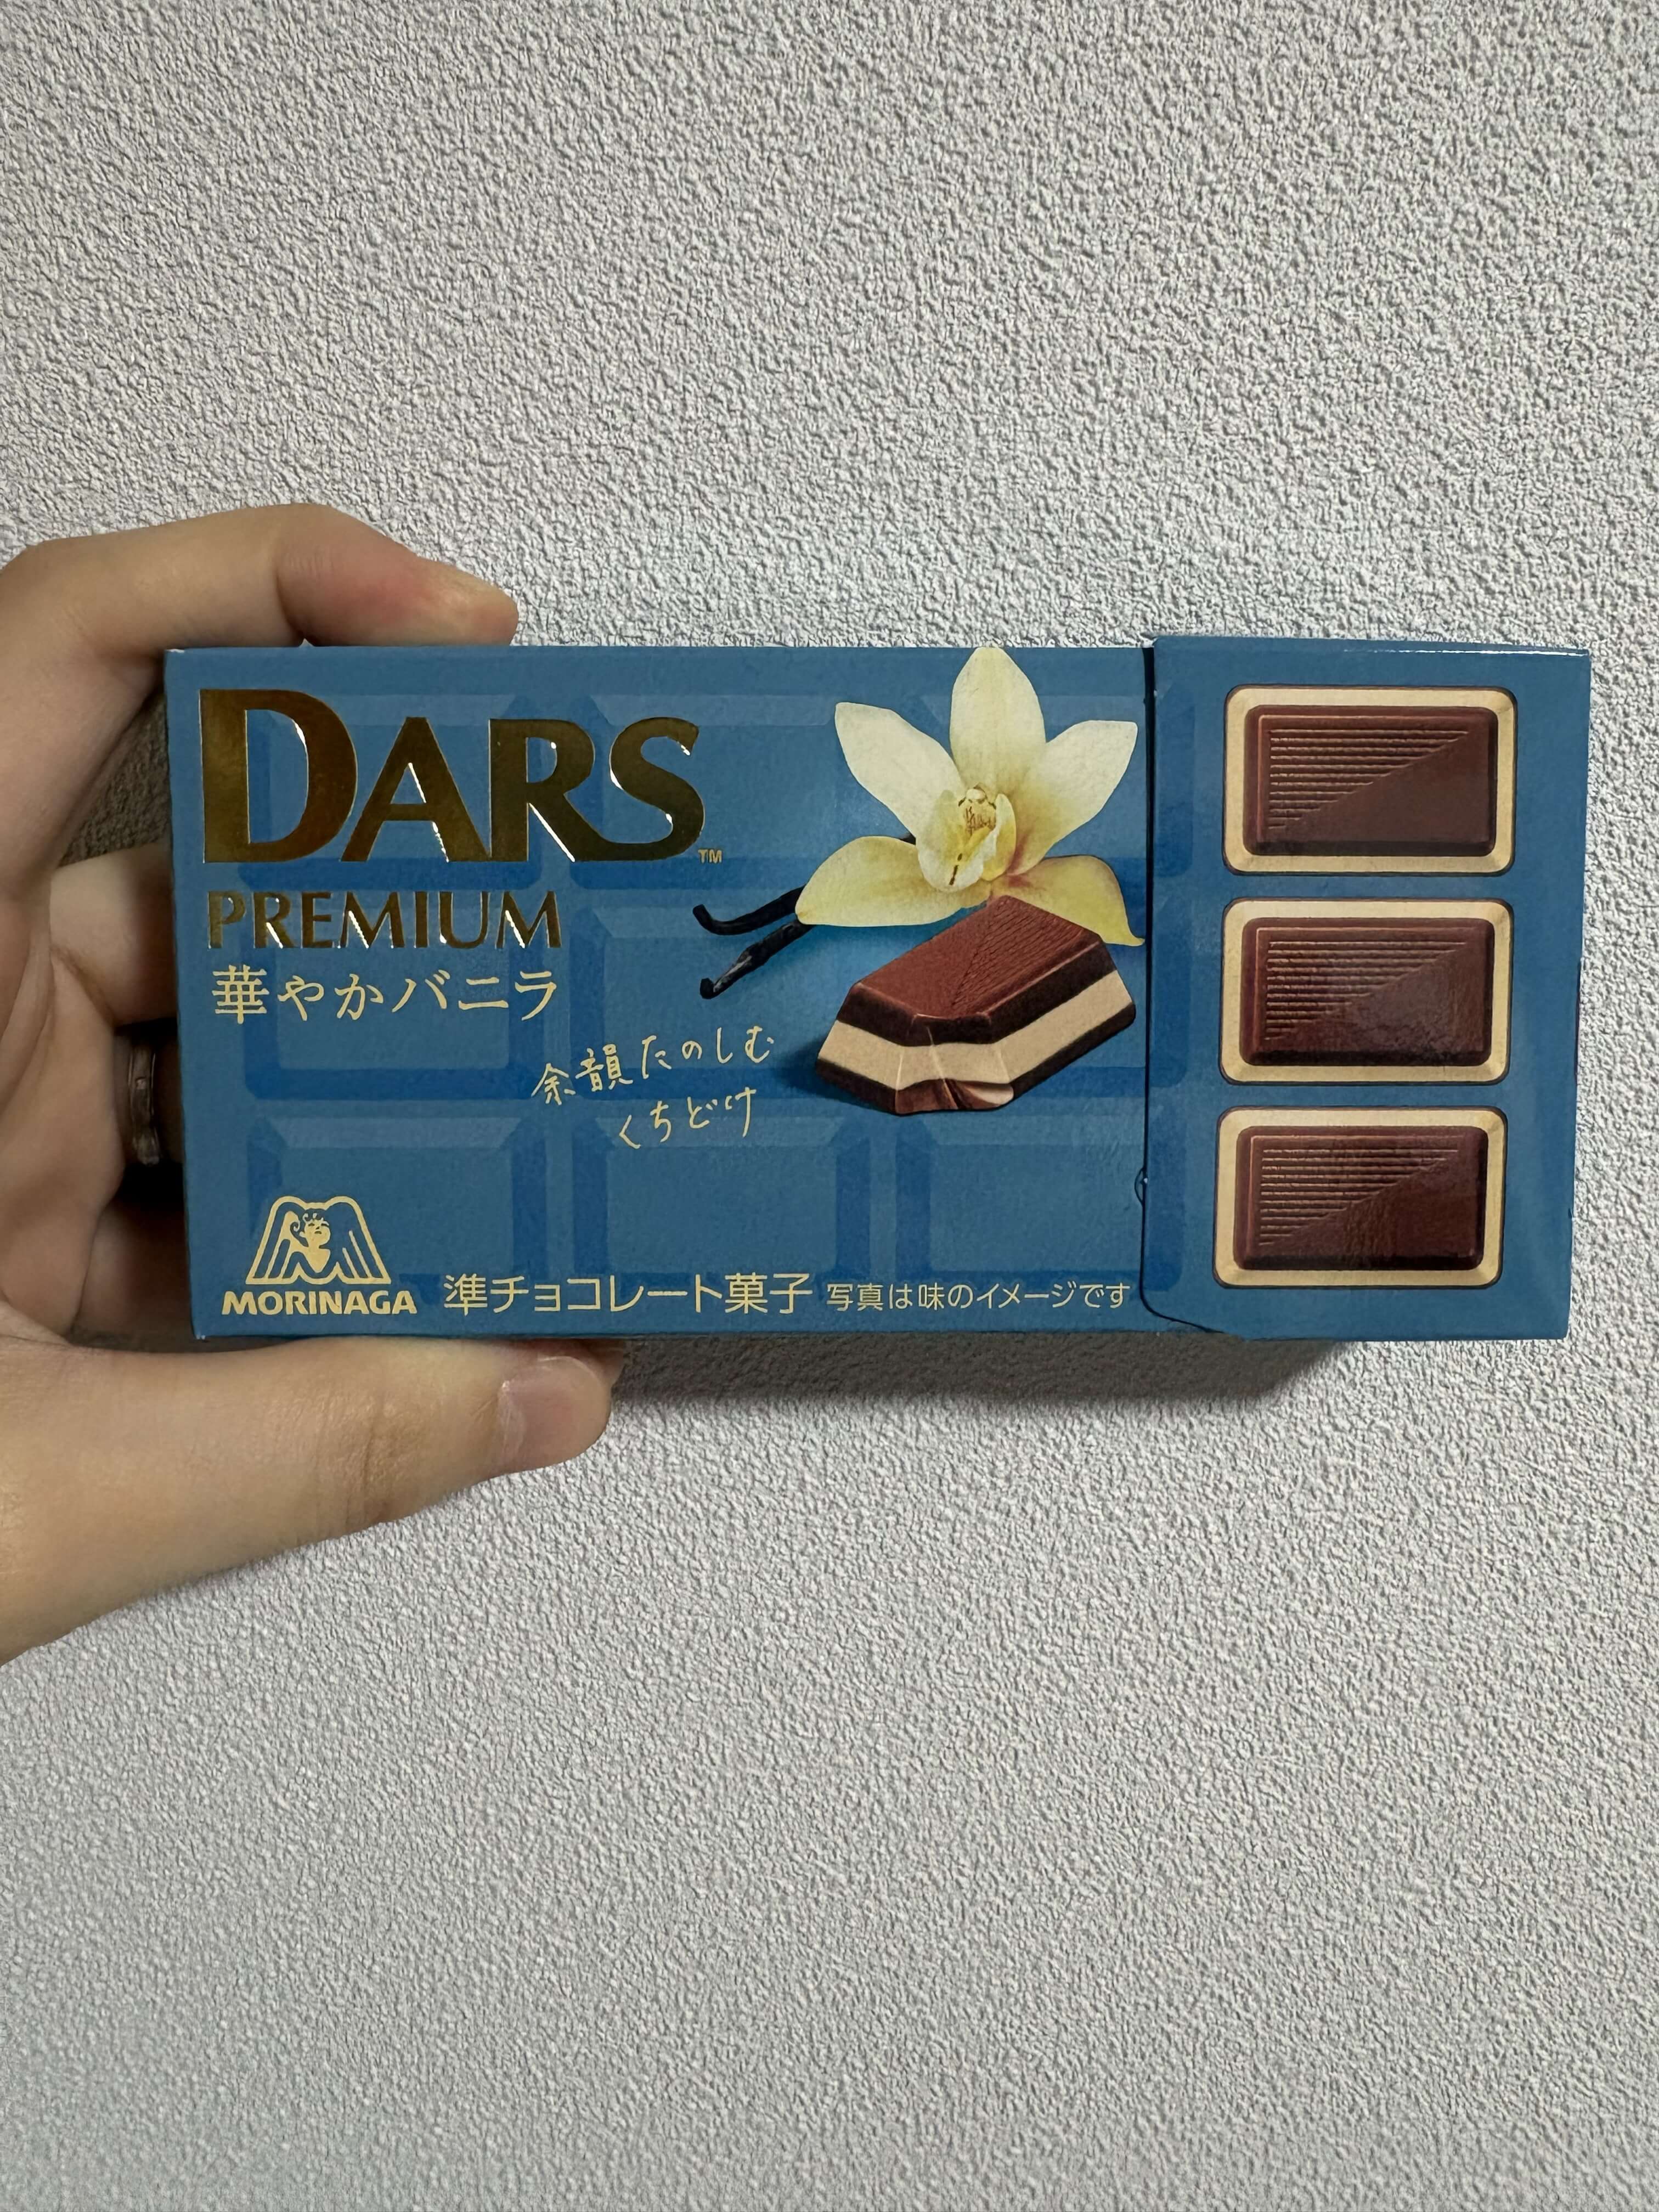 DARS™
PREMIUM
華やかバニラ
余韻たのしむ
くちどけ
MORINAGA
準チョコレート菓子 写真は味のイメージです